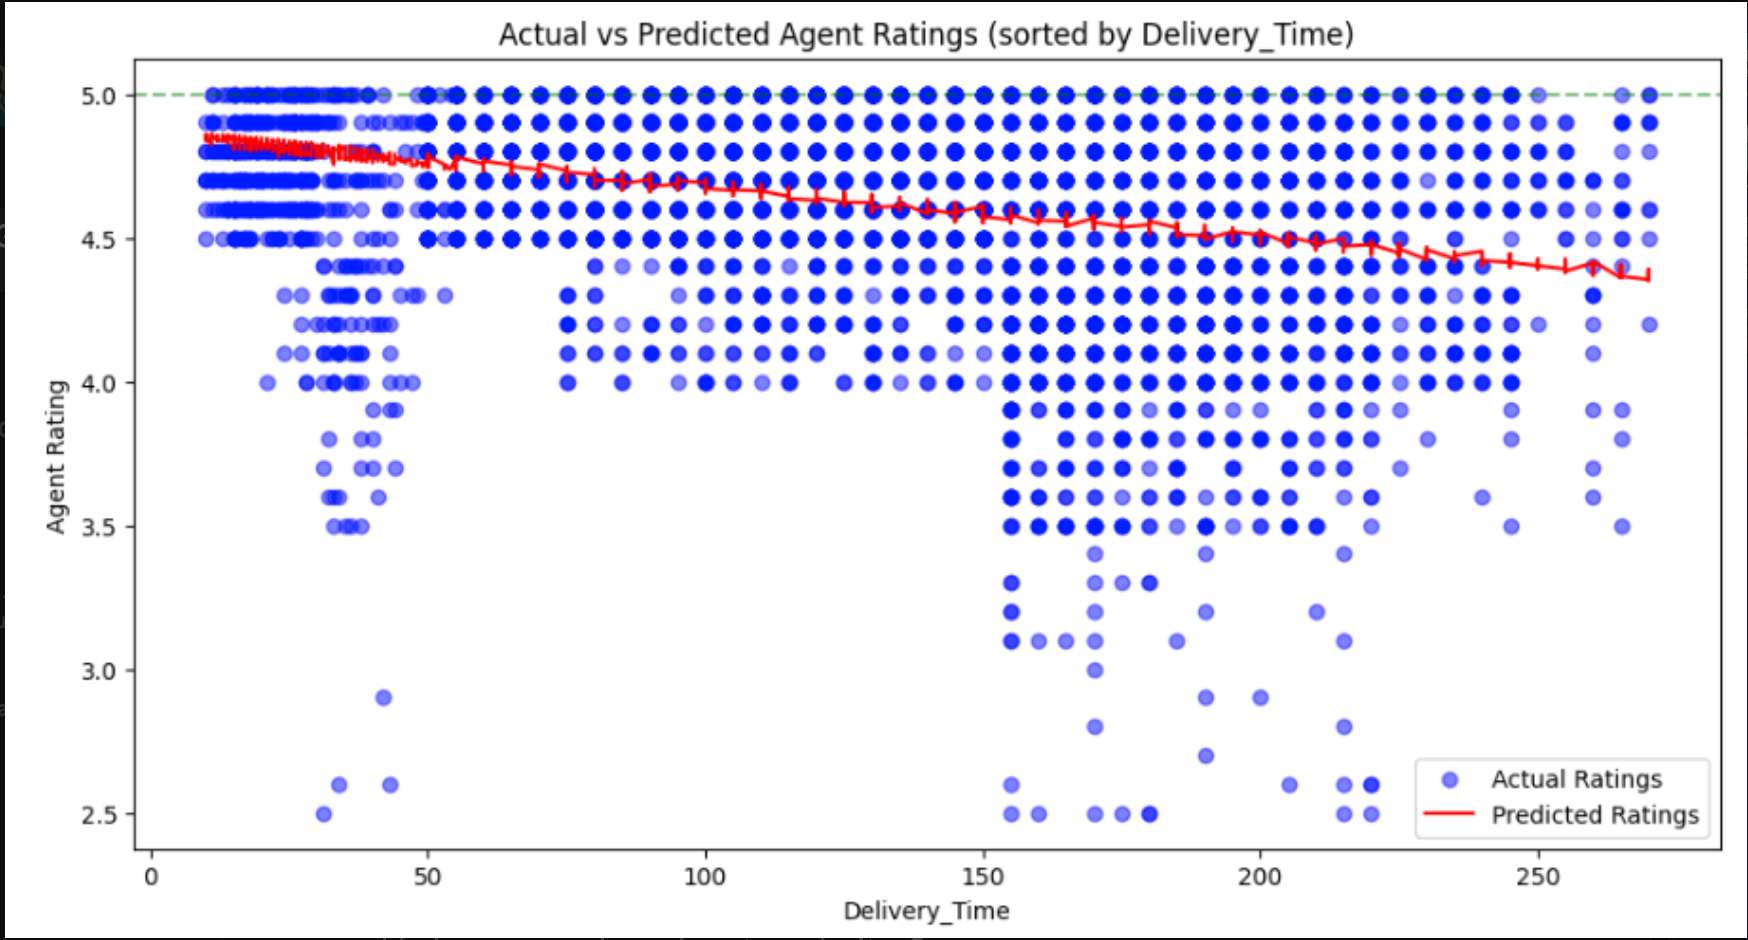 Actual vs Predicted Agent Ratings (sorted by Delivery_Time)
5.0
4.5
4.0
3.5
3.0
2.5
Agent Rating
Actual Ratings
Predicted Ratings
0 50 100 150 200 250
Delivery_Time